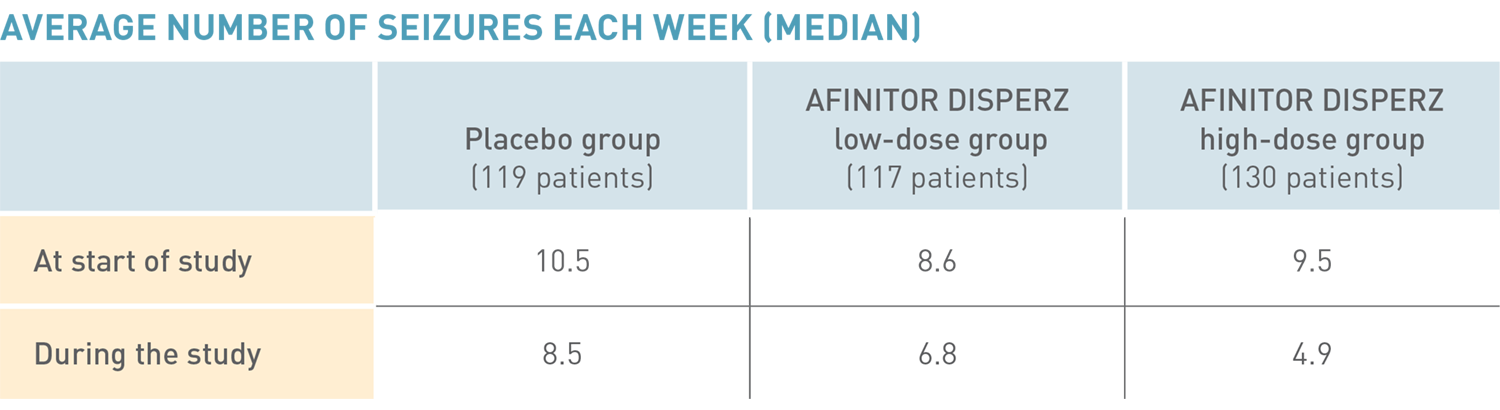 AVERAGE NUMBER OF SEIZURES EACH WEEK (MEDIAN)
Placebo group
(119 patients)
AFINITOR DISPERZ
low-dose group
(117 patients)
AFINITOR DISPERZ
high-dose group
(130 patients)
At start of study 10.5 8.6 9.5
During the study 8.5 6.8 4.9